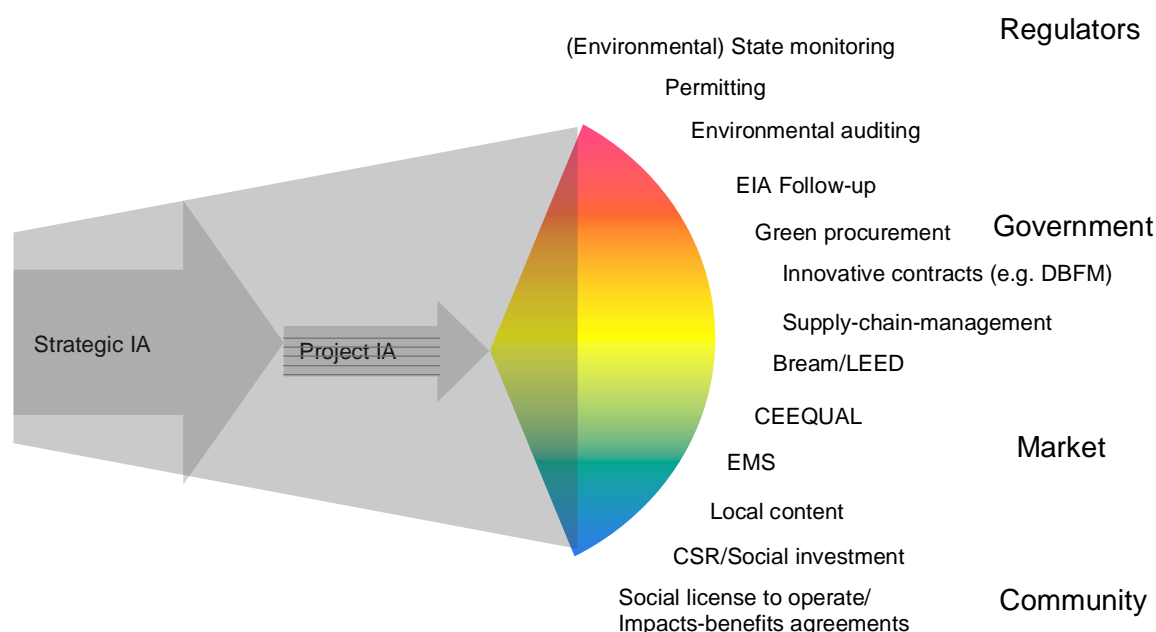 Regulators
(Environmental) State monitoring
Permitting
Environmental auditing
EIA Follow-up
Government
Green procurement
Innovative contracts (e.g. DBFM)
Supply-chain-management
Strategic IA
Project IA
Bream/LEED
CEEQUAL
Market
EMS
Local content
CSR/Social investment
Social license to operate/
Community
Impacts-benefits agreements